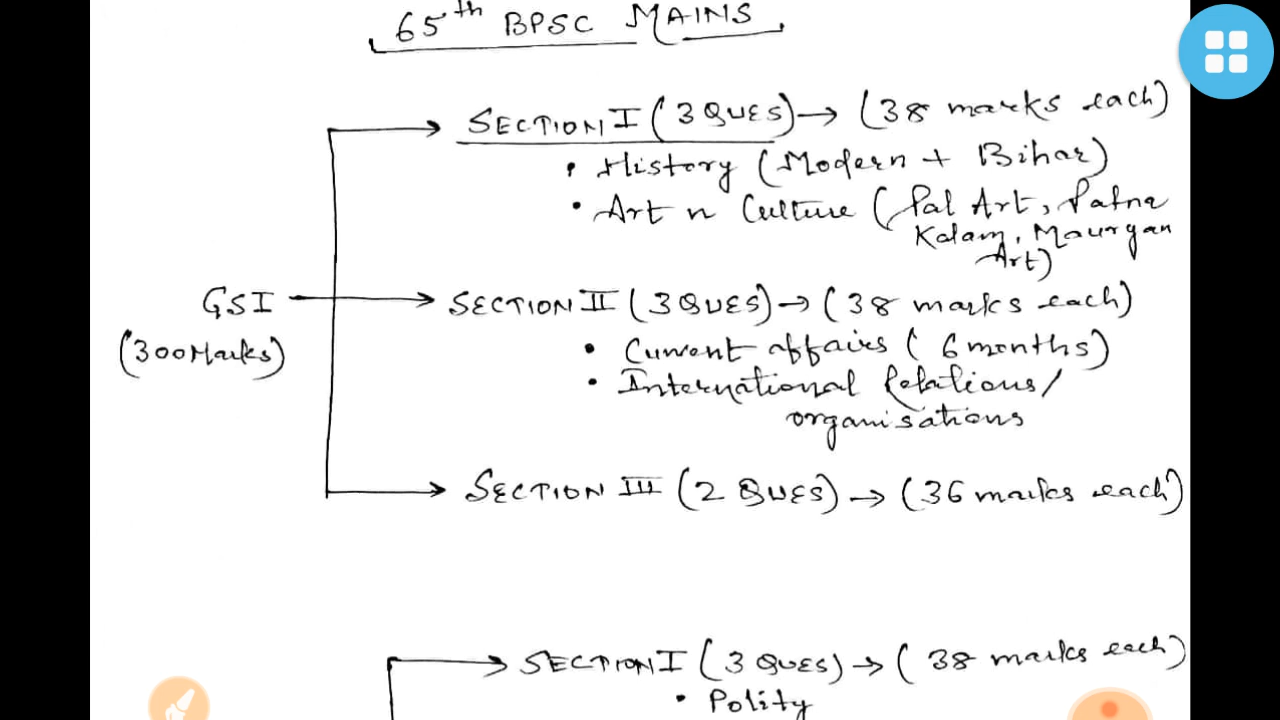 65th BPSC MAINS
SECTION I (3 QUES) → (38 marks each)
• History (Modern + Bihar)
• Art n Culture (Pal Art, Patna
Kalam, Mauryan
Art)
GSI
(300 Marks)
SECTION II (3 QUES) → (38 marks each)
• Current affairs (6 months)
• International Relations/
organisations
SECTION III (2 QUES) → (36 marks each)
SECTION I (3 QUES) → (38 marks each)
• Polity